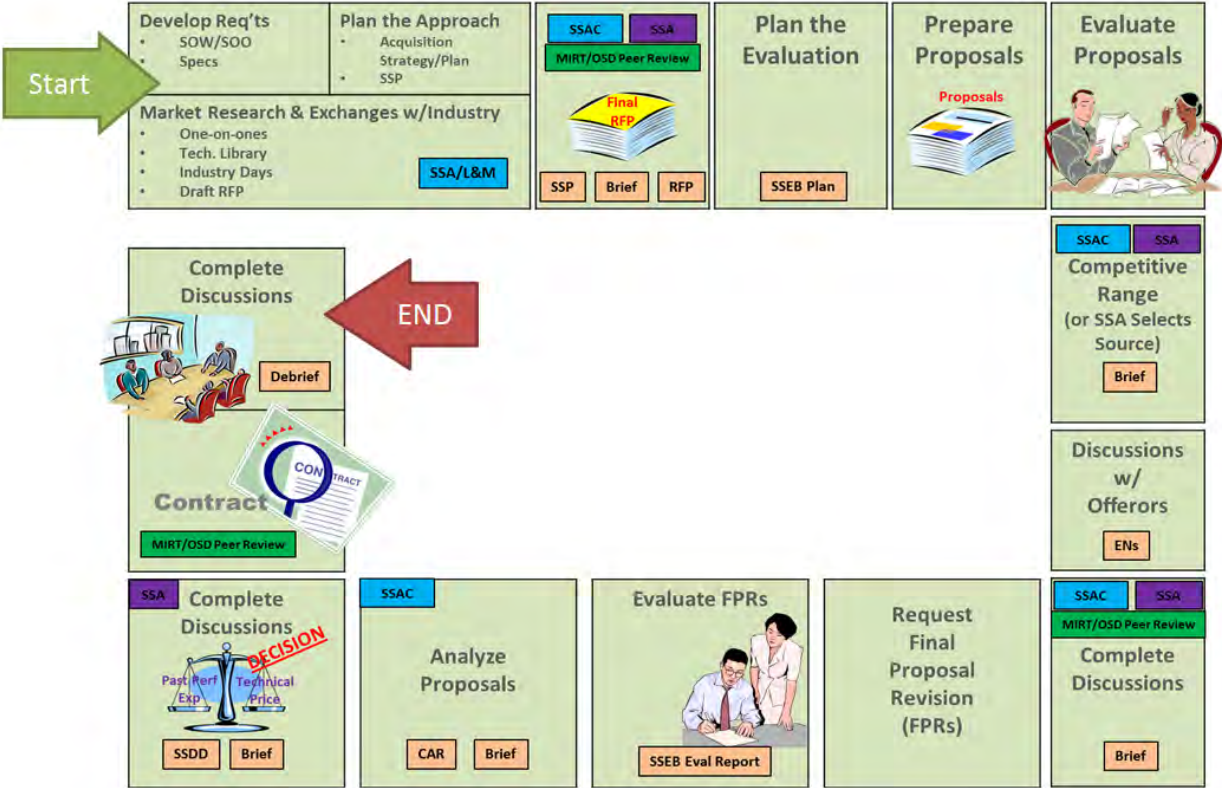 Start
Develop Req'ts
• SOW/SOO
• Specs
Plan the Approach
• Acquisition
Strategy/Plan
• SSP
Market Research & Exchanges w/Industry
• One-on-ones
• Tech. Library
• Industry Days
• Draft RFP
SSA/L&M
SSAC
SSA
MIRT/OSD Peer Review
Final
RFP
SSP
Brief
RFP
Plan the
Evaluation
SSEB Plan
Prepare
Proposals
Proposals
Evaluate
Proposals
SSAC
SSA
Competitive
Range
(or SSA Selects
Source)
Brief
Discussions
w/
Offerors
ENs
SSAC
SSA
MIRT/OSD Peer Review
Complete
Discussions
Brief
Request
Final
Proposal
Revision
(FPRs)
Evaluate FPRs
SSEB Eval Report
SSAC
Analyze
Proposals
CAR
Brief
SSA
Complete
Discussions
DECISION
Past Perf
Exp
Technical
Price
SSDD
Brief
Contract
CONTRACT
MIRT/OSD Peer Review
Complete
Discussions
Debrief
END